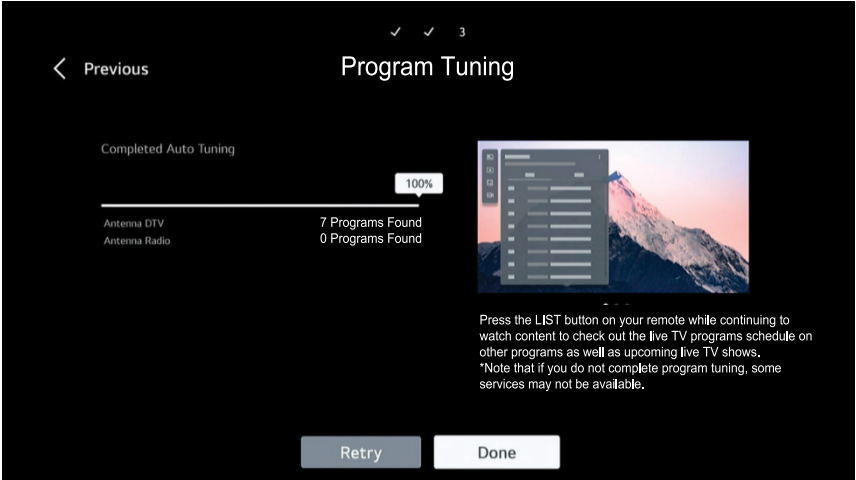 3
Previous
Program Tuning
Completed Auto Tuning
100%
Antenna DTV 7 Programs Found
Antenna Radio 0 Programs Found
Press the LIST button on your remote while continuing to
watch content to check out the live TV programs schedule on
other programs as well as upcoming live TV shows.
*Note that if you do not complete program tuning, some
services may not be available.
Retry
Done